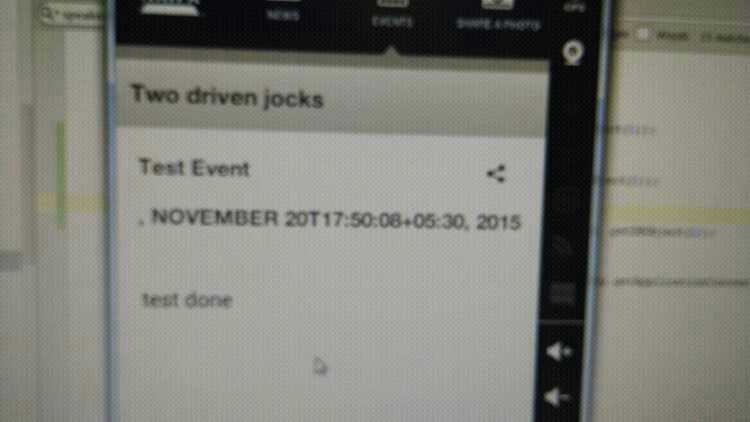 NEWS
EVENTS
SHARE A PHOTO
GPS
Two driven jocks
Test Event
, NOVEMBER 20T17:50:08+05:30, 2015
test done